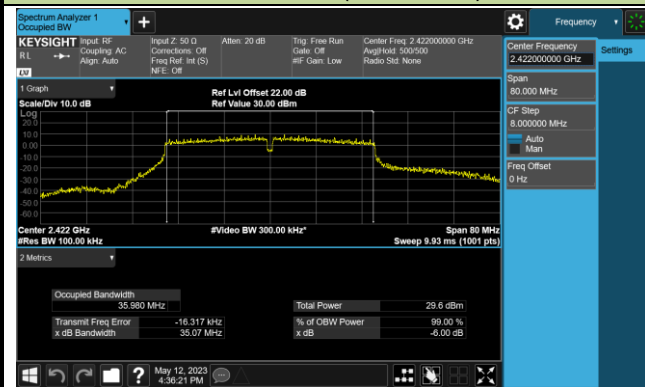 Spectrum Analyzer 1
Occupied BW
Frequency
KEYSIGHT
Input: RF
Coupling: AC
Align: Auto
Input Z: 50 Ω
Corrections: Off
Freq Ref: Int (S)
NFE: Off
Atten: 20 dB
Trig: Free Run
Gate: Off
#IF Gain: Low
Center Freq: 2.422000000 GHz
Avg|Hold: 500/500
Radio Std: None
RL
LXI
Center Frequency
2.422000000 GHz
Settings
Span
80.000 MHz
CF Step
8.000000 MHz
Auto
Man
Freq Offset
0 Hz
1 Graph
Scale/Div 10.0 dB
Ref Lvl Offset 22.00 dB
Ref Value 30.00 dBm
Log
20.0
10.0
0.00
-10.0
-20.0
-30.0
-40.0
-50.0
-60.0
Center 2.422 GHz
#Res BW 100.00 kHz
#Video BW 300.00 kHz*
Span 80 MHz
Sweep 9.93 ms (1001 pts)
2 Metrics
Occupied Bandwidth
35.980 MHz
Transmit Freq Error -16.317 kHz
x dB Bandwidth 35.07 MHz
Total Power 29.6 dBm
% of OBW Power 99.00 %
x dB -6.00 dB
May 12, 2023
4:36:21 PM